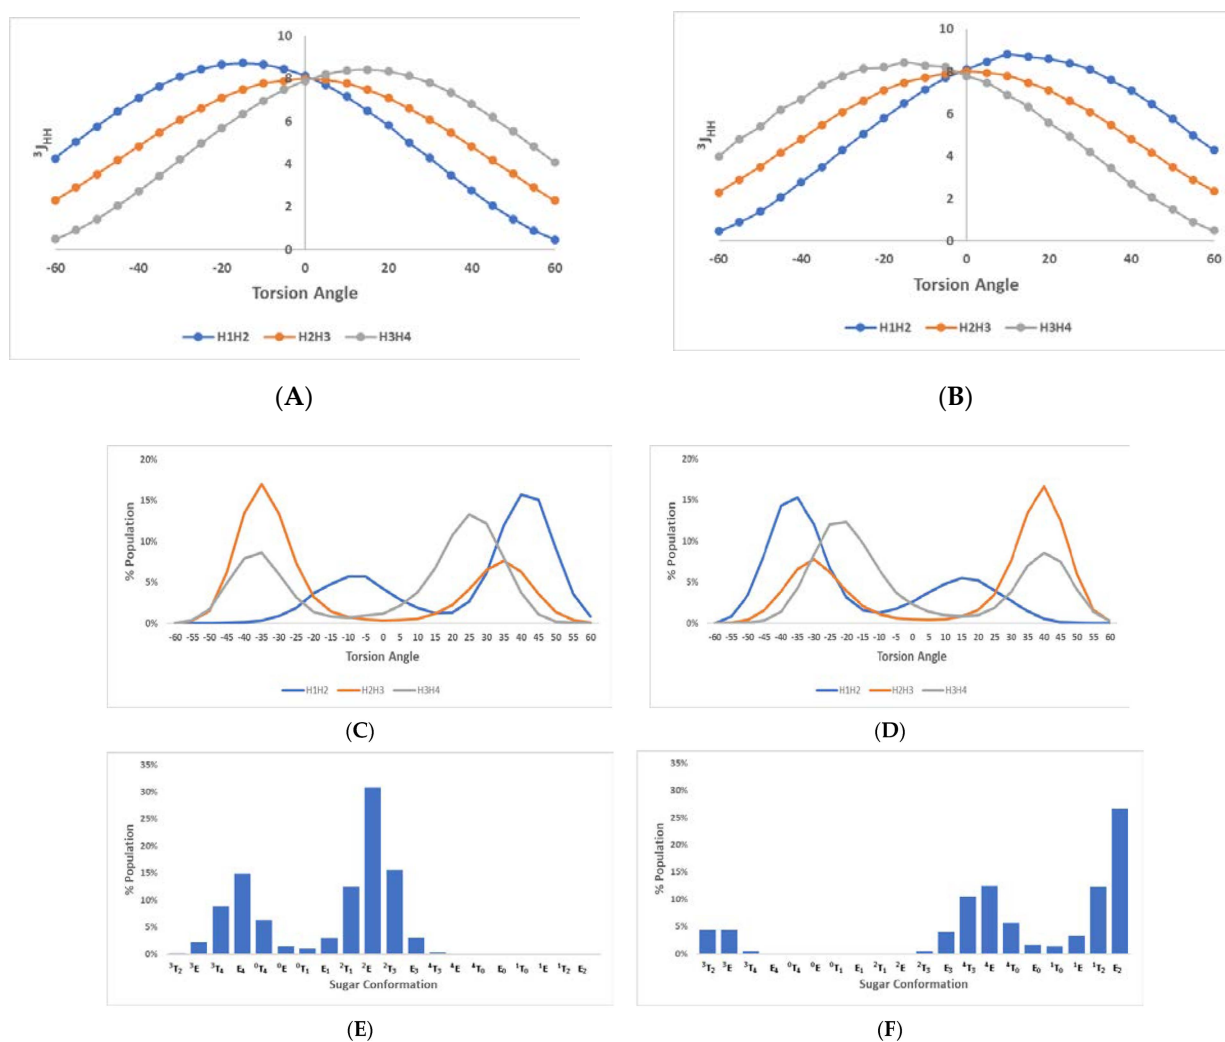 10
8
6
4
2
0
³J_HH
-60 -40 -20 0 20 40 60
Torsion Angle
H1H2 H2H3 H3H4
(A)
10
8
6
4
2
0
³J_HH
-60 -40 -20 0 20 40 60
Torsion Angle
H1H2 H2H3 H3H4
(B)
20%
15%
10%
5%
0%
% Population
-60 -55 -50 -45 -40 -35 -30 -25 -20 -15 -10 -5 0 5 10 15 20 25 30 35 40 45 50 55 60
Torsion Angle
H1H2 H2H3 H3H4
(C)
20%
15%
10%
5%
0%
% Population
-60 -55 -50 -45 -40 -35 -30 -25 -20 -15 -10 -5 0 5 10 15 20 25 30 35 40 45 50 55 60
Torsion Angle
H1H2 H2H3 H3H4
(D)
35%
30%
25%
20%
15%
10%
5%
0%
% Population
³T₂ ³E ³T₄ E₄ ⁰T₄ ⁰E ⁰T₁ E₁ ²T₁ ²E ²T₃ E₃ ⁴T₃ ⁴E ⁴T₀ E₀ ¹T₀ ¹E ¹T₂ E₂
Sugar Conformation
(E)
35%
30%
25%
20%
15%
10%
5%
0%
% Population
³T₂ ³E ³T₄ E₄ ⁰T₄ ⁰E ⁰T₁ E₁ ²T₁ ²E ²T₃ E₃ ⁴T₃ ⁴E ⁴T₀ E₀ ¹T₀ ¹E ¹T₂ E₂
Sugar Conformation
(F)